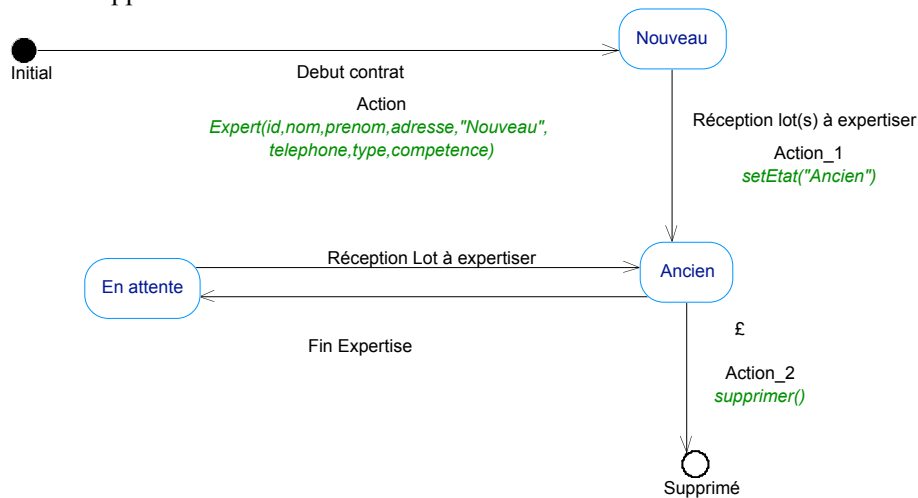 Nouveau
Initial
Debut contrat
Action
Expert(id,nom,prenom,adresse,"Nouveau",
telephone,type,competence)
Réception lot(s) à expertiser
Action_1
setEtat("Ancien")
Réception Lot à expertiser
En attente
Ancien
Fin Expertise
£
Action_2
supprimer()
Supprimé